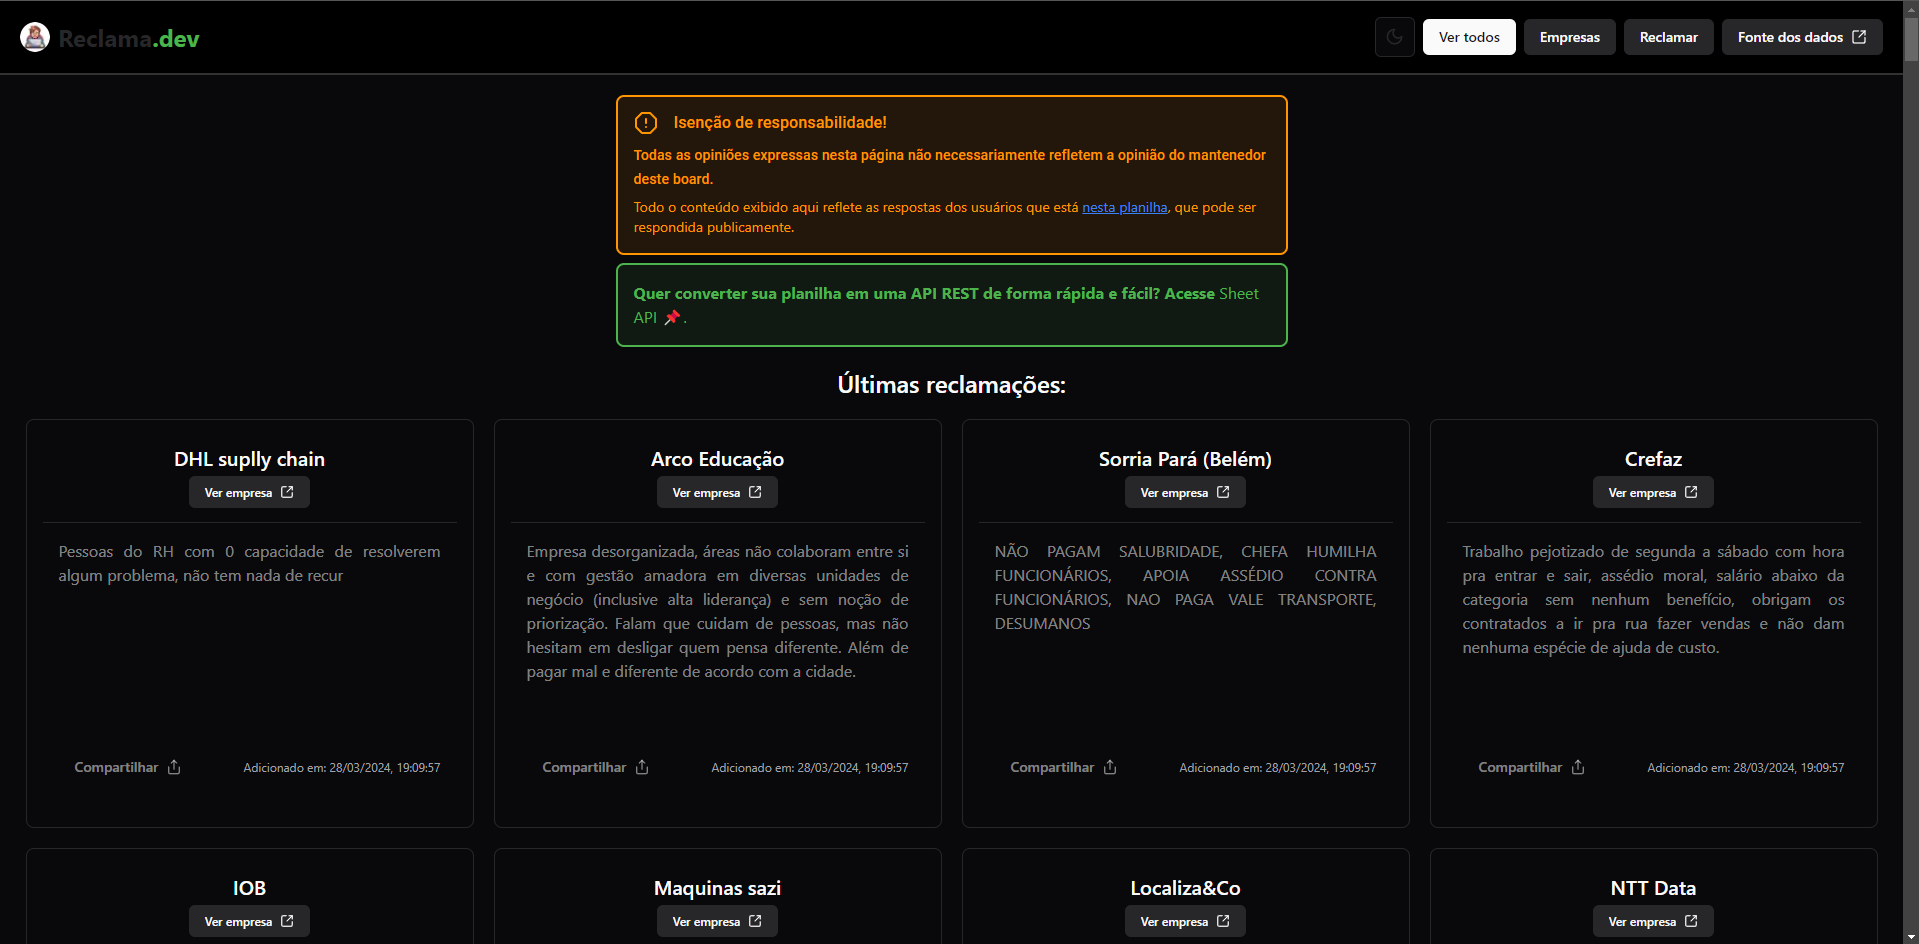 Reclama.dev
Ver todos
Empresas
Reclamar
Fonte dos dados
Isenção de responsabilidade!
Todas as opiniões expressas nesta página não necessariamente refletem a opinião do mantenedor
deste board.
Todo o conteúdo exibido aqui reflete as respostas dos usuários que está nesta planilha, que pode ser
respondida publicamente.
Quer converter sua planilha em uma API REST de forma rápida e fácil? Acesse Sheet
API 📌 .
Últimas reclamações:
DHL suplly chain
Ver empresa
Pessoas do RH com 0 capacidade de resolverem
algum problema, não tem nada de recur
Compartilhar
Adicionado em: 28/03/2024, 19:09:57
Arco Educação
Ver empresa
Empresa desorganizada, áreas não colaboram entre si
e com gestão amadora em diversas unidades de
negócio (inclusive alta liderança) e sem noção de
priorização. Falam que cuidam de pessoas, mas não
hesitam em desligar quem pensa diferente. Além de
pagar mal e diferente de acordo com a cidade.
Compartilhar
Adicionado em: 28/03/2024, 19:09:57
Sorria Pará (Belém)
Ver empresa
NÃO PAGAM SALUBRIDADE, CHEFA HUMILHA
FUNCIONÁRIOS, APOIA ASSÉDIO CONTRA
FUNCIONÁRIOS, NAO PAGA VALE TRANSPORTE,
DESUMANOS
Compartilhar
Adicionado em: 28/03/2024, 19:09:57
Crefaz
Ver empresa
Trabalho pejotizado de segunda a sábado com hora
pra entrar e sair, assédio moral, salário abaixo da
categoria sem nenhum benefício, obrigam os
contratados a ir pra rua fazer vendas e não dam
nenhuma espécie de ajuda de custo.
Compartilhar
Adicionado em: 28/03/2024, 19:09:57
IOB
Ver empresa
Maquinas sazi
Ver empresa
Localiza&Co
Ver empresa
NTT Data
Ver empresa